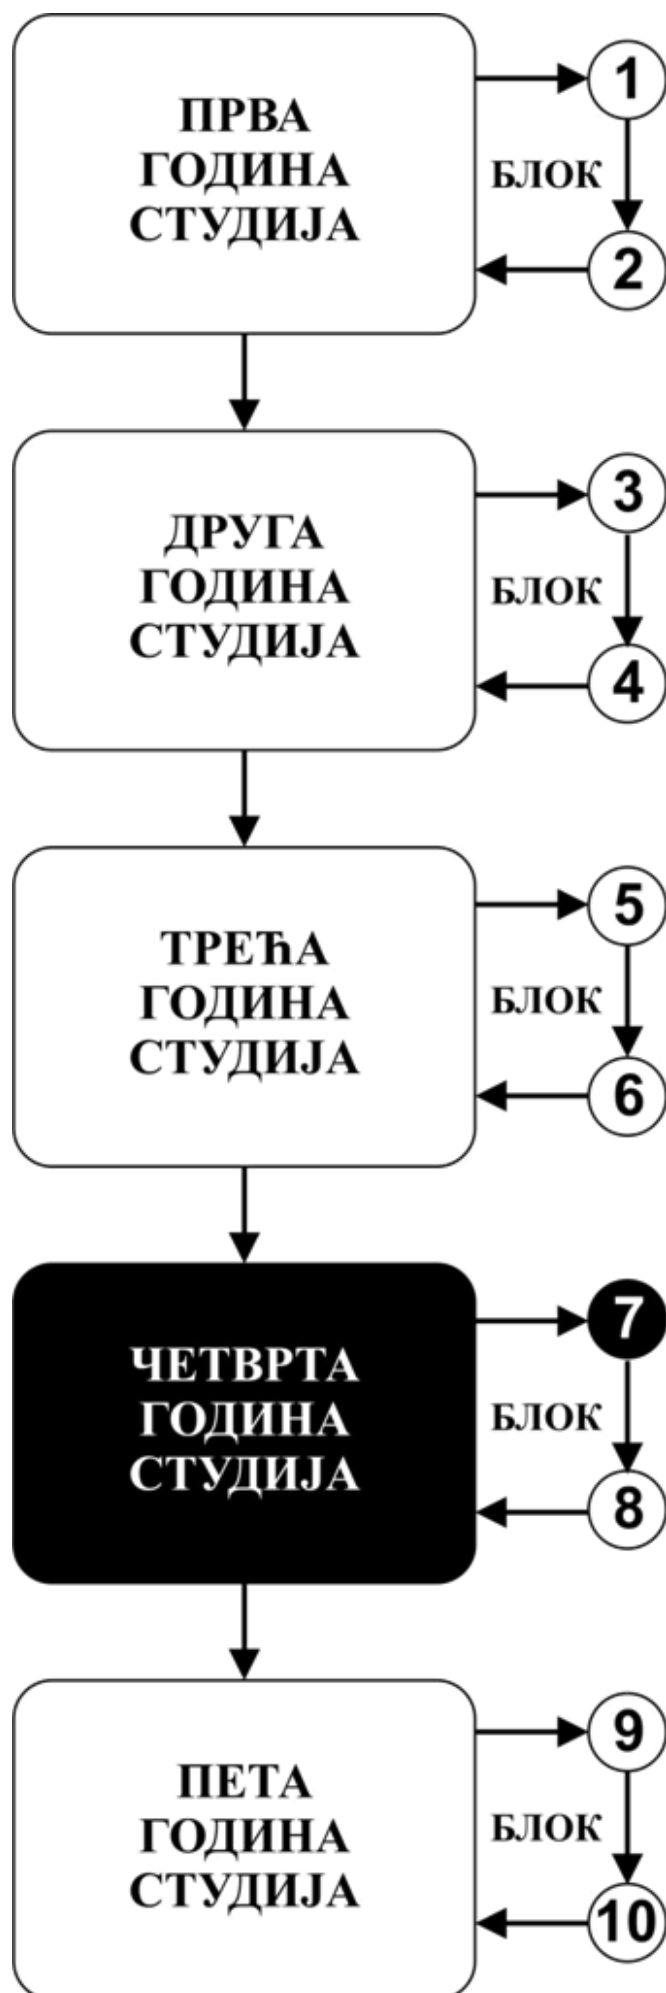 ПРВА
ГОДИНА
СТУДИЈА
1
БЛОК
2
ДРУГА
ГОДИНА
СТУДИЈА
3
БЛОК
4
ТРЕЋА
ГОДИНА
СТУДИЈА
5
БЛОК
6
ЧЕТВРТА
ГОДИНА
СТУДИЈА
7
БЛОК
8
ПЕТА
ГОДИНА
СТУДИЈА
9
БЛОК
10